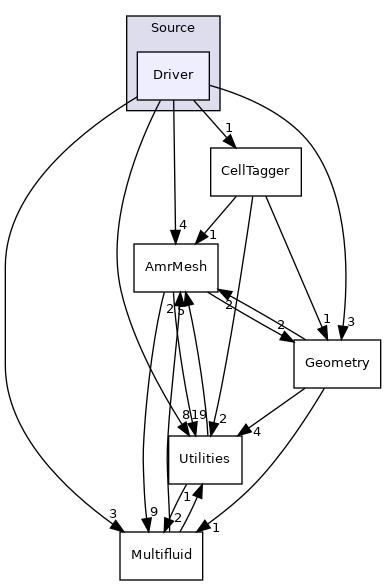 Source
Driver
1
CellTagger
4
1
AmrMesh
2
2
2
5
1
3
Geometry
8
19
2
4
Utilities
1
3
9
2
1
Multifluid